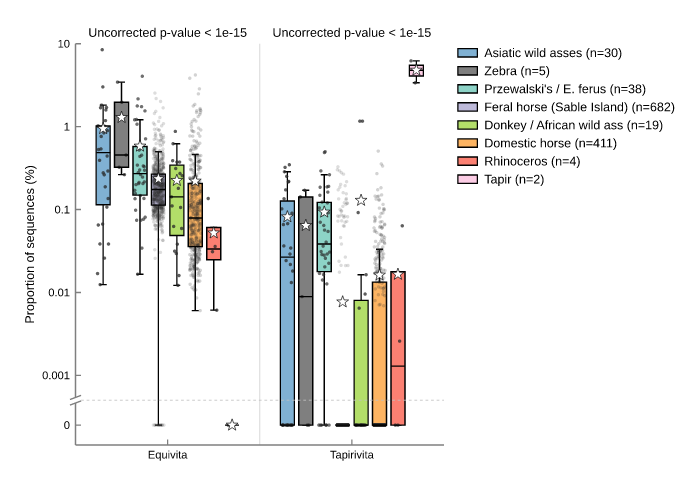 Uncorrected p-value < 1e-15 Uncorrected p-value < 1e-15
10
1
0.1
0.01
0.001
0
Proportion of sequences (%)
Equivita Tapirivita
Asiatic wild asses (n=30)
Zebra (n=5)
Przewalski's / E. ferus (n=38)
Feral horse (Sable Island) (n=682)
Donkey / African wild ass (n=19)
Domestic horse (n=411)
Rhinoceros (n=4)
Tapir (n=2)